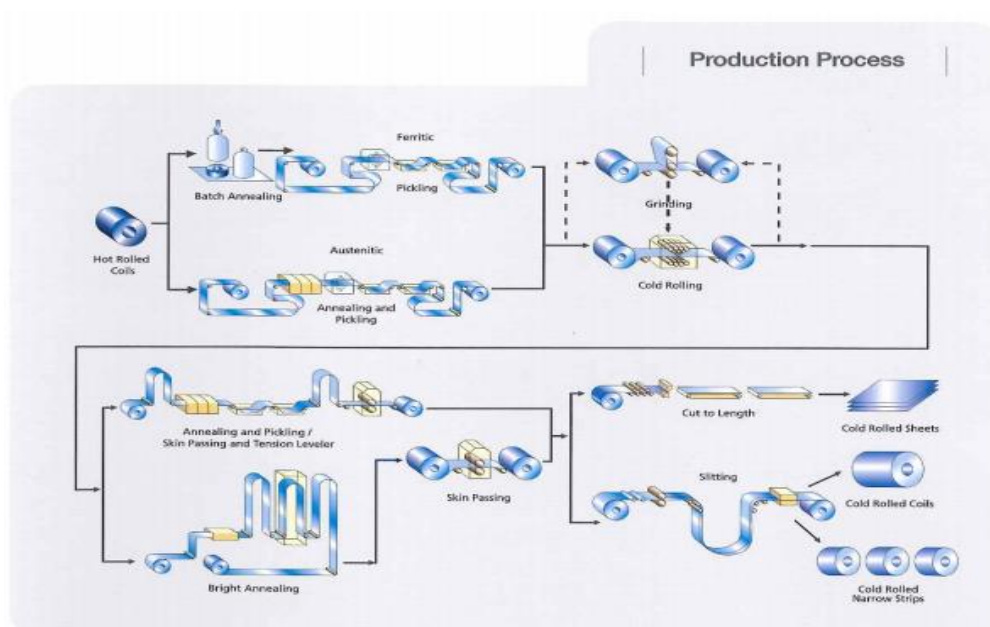 Production Process
Ferritic
Batch Annealing
Pickling
Grinding
Hot Rolled
Coils
Austenitic
Annealing and
Pickling
Cold Rolling
Annealing and Pickling /
Skin Passing and Tension Leveler
Skin Passing
Bright Annealing
Cut to Length
Cold Rolled Sheets
Slitting
Cold Rolled Coils
Cold Rolled
Narrow Strips